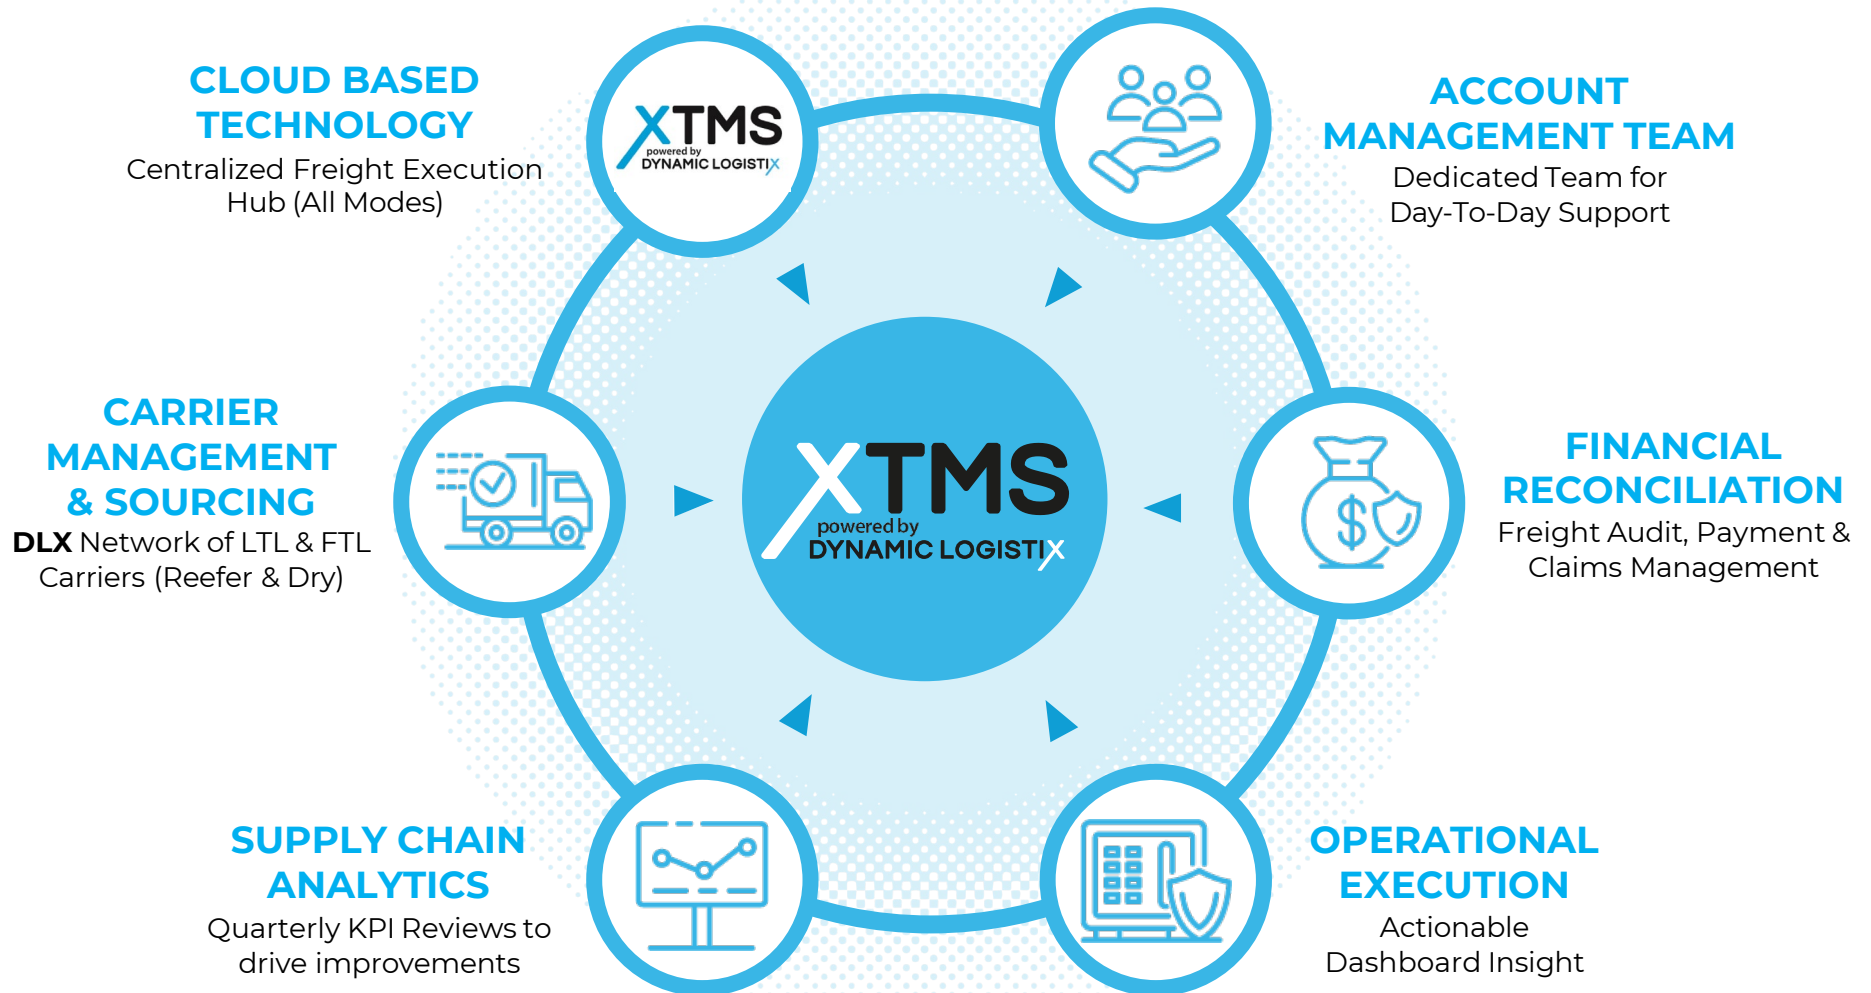 CLOUD BASED
TECHNOLOGY
Centralized Freight Execution
Hub (All Modes)
XTMS
powered by
DYNAMIC LOGISTIX
ACCOUNT
MANAGEMENT TEAM
Dedicated Team for
Day-To-Day Support
CARRIER
MANAGEMENT
& SOURCING
DLX Network of LTL & FTL
Carriers (Reefer & Dry)
XTMS
powered by
DYNAMIC LOGISTIX
$
FINANCIAL
RECONCILIATION
Freight Audit, Payment &
Claims Management
SUPPLY CHAIN
ANALYTICS
Quarterly KPI Reviews to
drive improvements
OPERATIONAL
EXECUTION
Actionable
Dashboard Insight